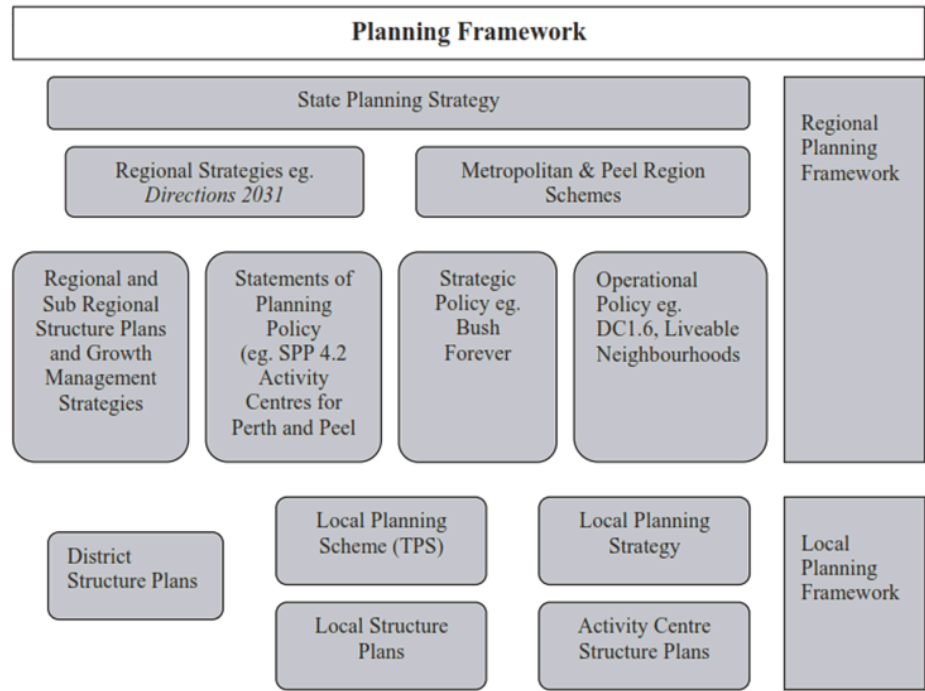 Planning Framework
State Planning Strategy
Regional Strategies eg.
Directions 2031
Metropolitan & Peel Region
Schemes
Regional
Planning
Framework
Regional and
Sub Regional
Structure Plans
and Growth
Management
Strategies
Statements of
Planning
Policy
(eg. SPP 4.2
Activity
Centres for
Perth and Peel
Strategic
Policy eg.
Bush
Forever
Operational
Policy eg.
DC1.6, Liveable
Neighbourhoods
District
Structure Plans
Local Planning
Scheme (TPS)
Local Planning
Strategy
Local Structure
Plans
Activity Centre
Structure Plans
Local
Planning
Framework